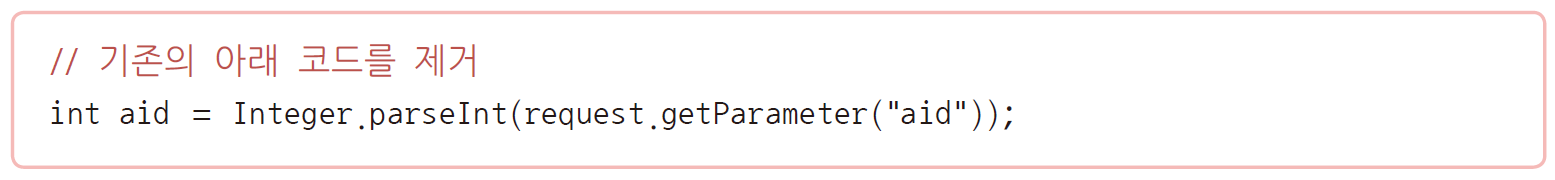 // 기존의 아래 코드를 제거
int aid = Integer.parseInt(request.getParameter("aid"));